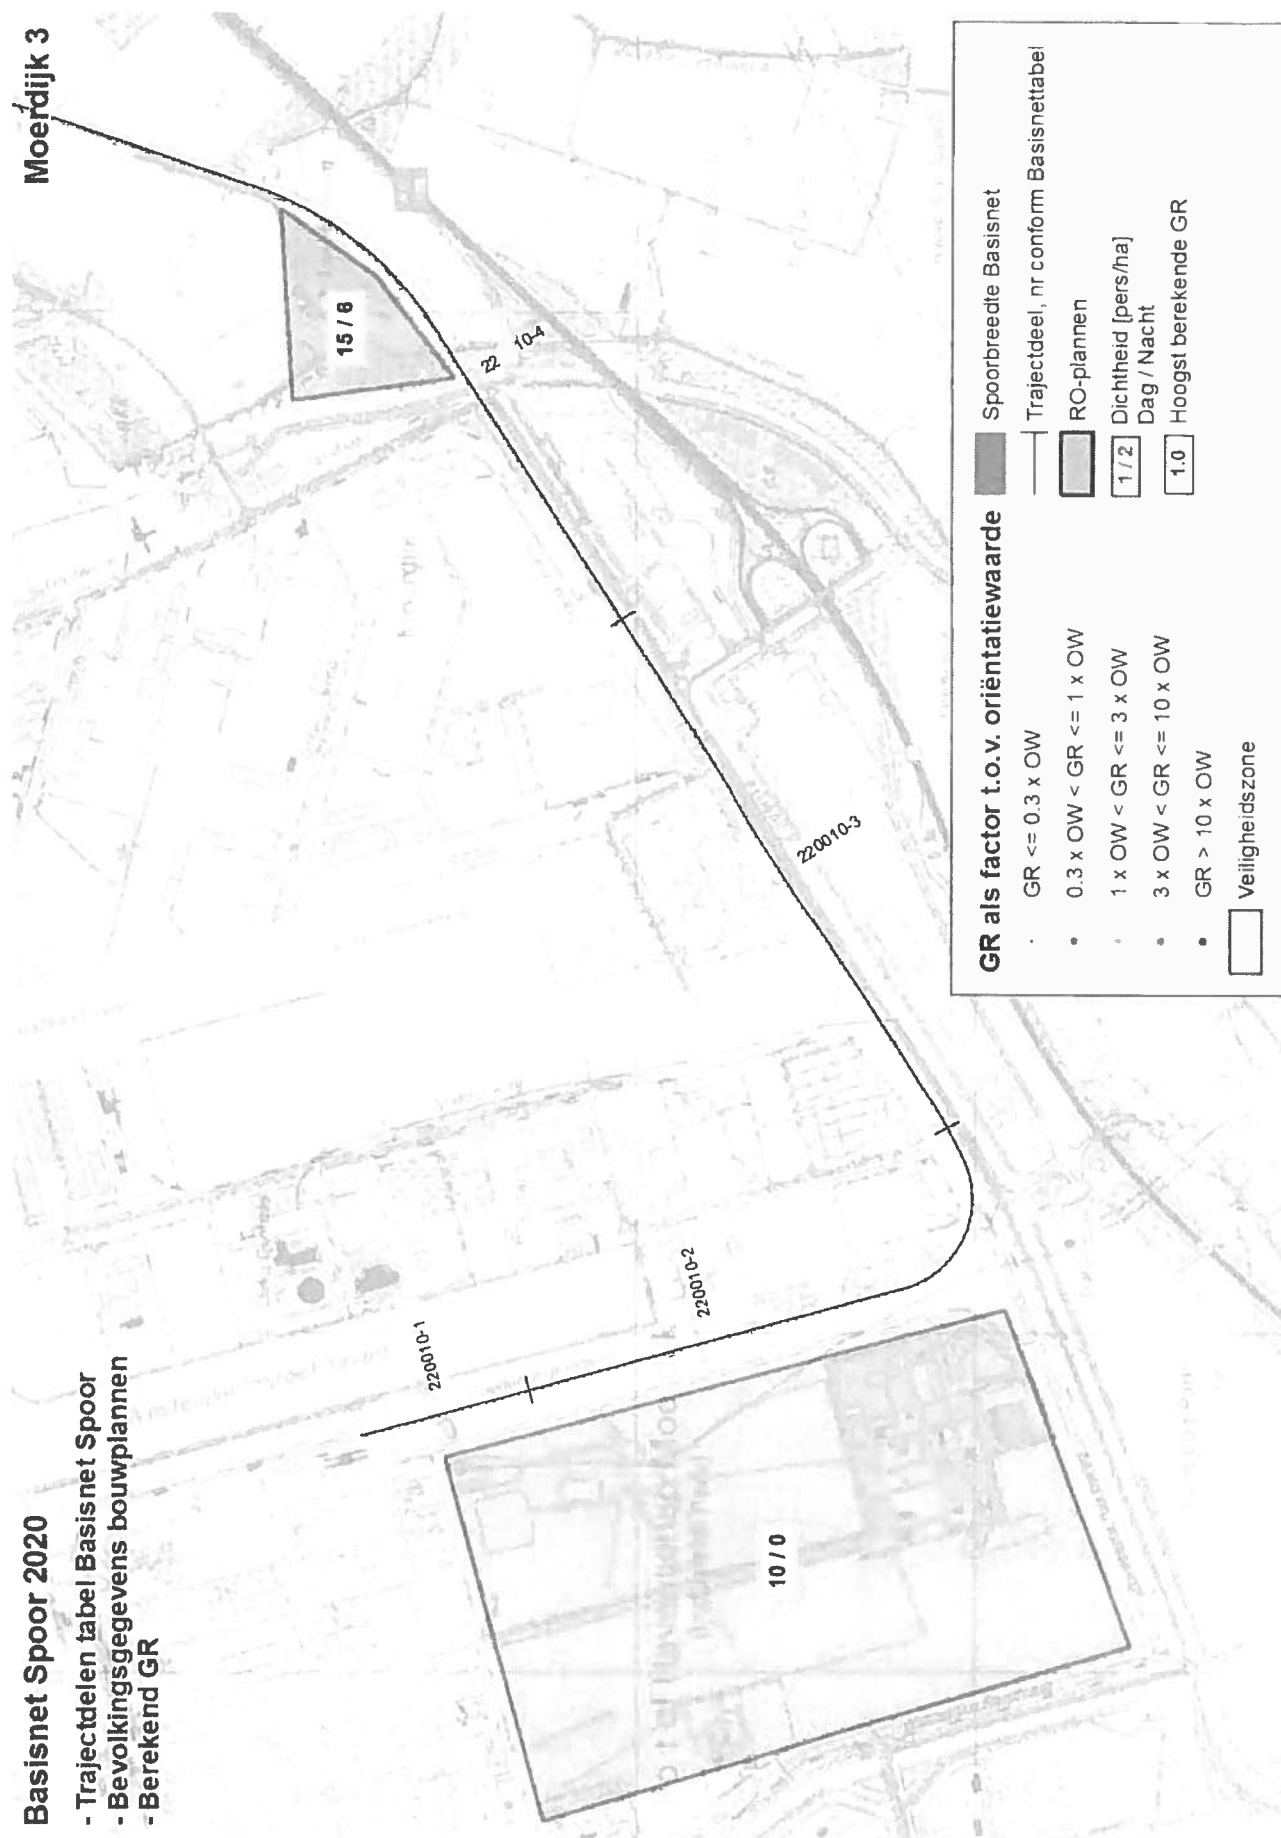 Basisnet Spoor 2020
- Trajectdelen tabel Basisnet Spoor
- Bevolkingsgegevens bouwplannen
- Berekend GR
Moerdijk 3
220010-1
220010-2
220010-3
22 10-4
10 / 0
15 / 6
GR als factor t.o.v. oriëntatiewaarde
GR <= 0.3 x OW
0.3 x OW < GR <= 1 x OW
1 x OW < GR <= 3 x OW
3 x OW < GR <= 10 x OW
GR > 10 x OW
Veiligheidszone
Spoorbreedte Basisnet
Trajectdeel, nr conform Basisnettabel
RO-plannen
1 / 2 Dichtheid [pers/ha]
Dag / Nacht
1.0 Hoogst berekende GR